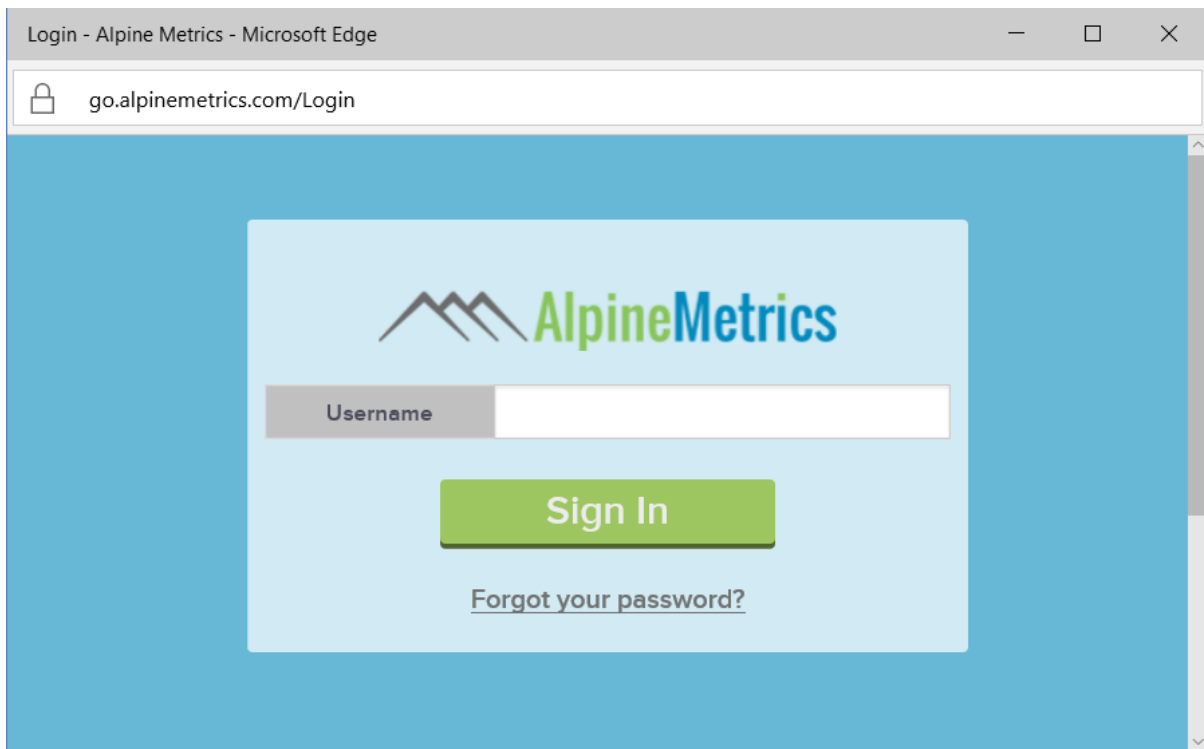 Login - Alpine Metrics - Microsoft Edge
go.alpinemetrics.com/Login
AlpineMetrics
Username
Sign In
Forgot your password?